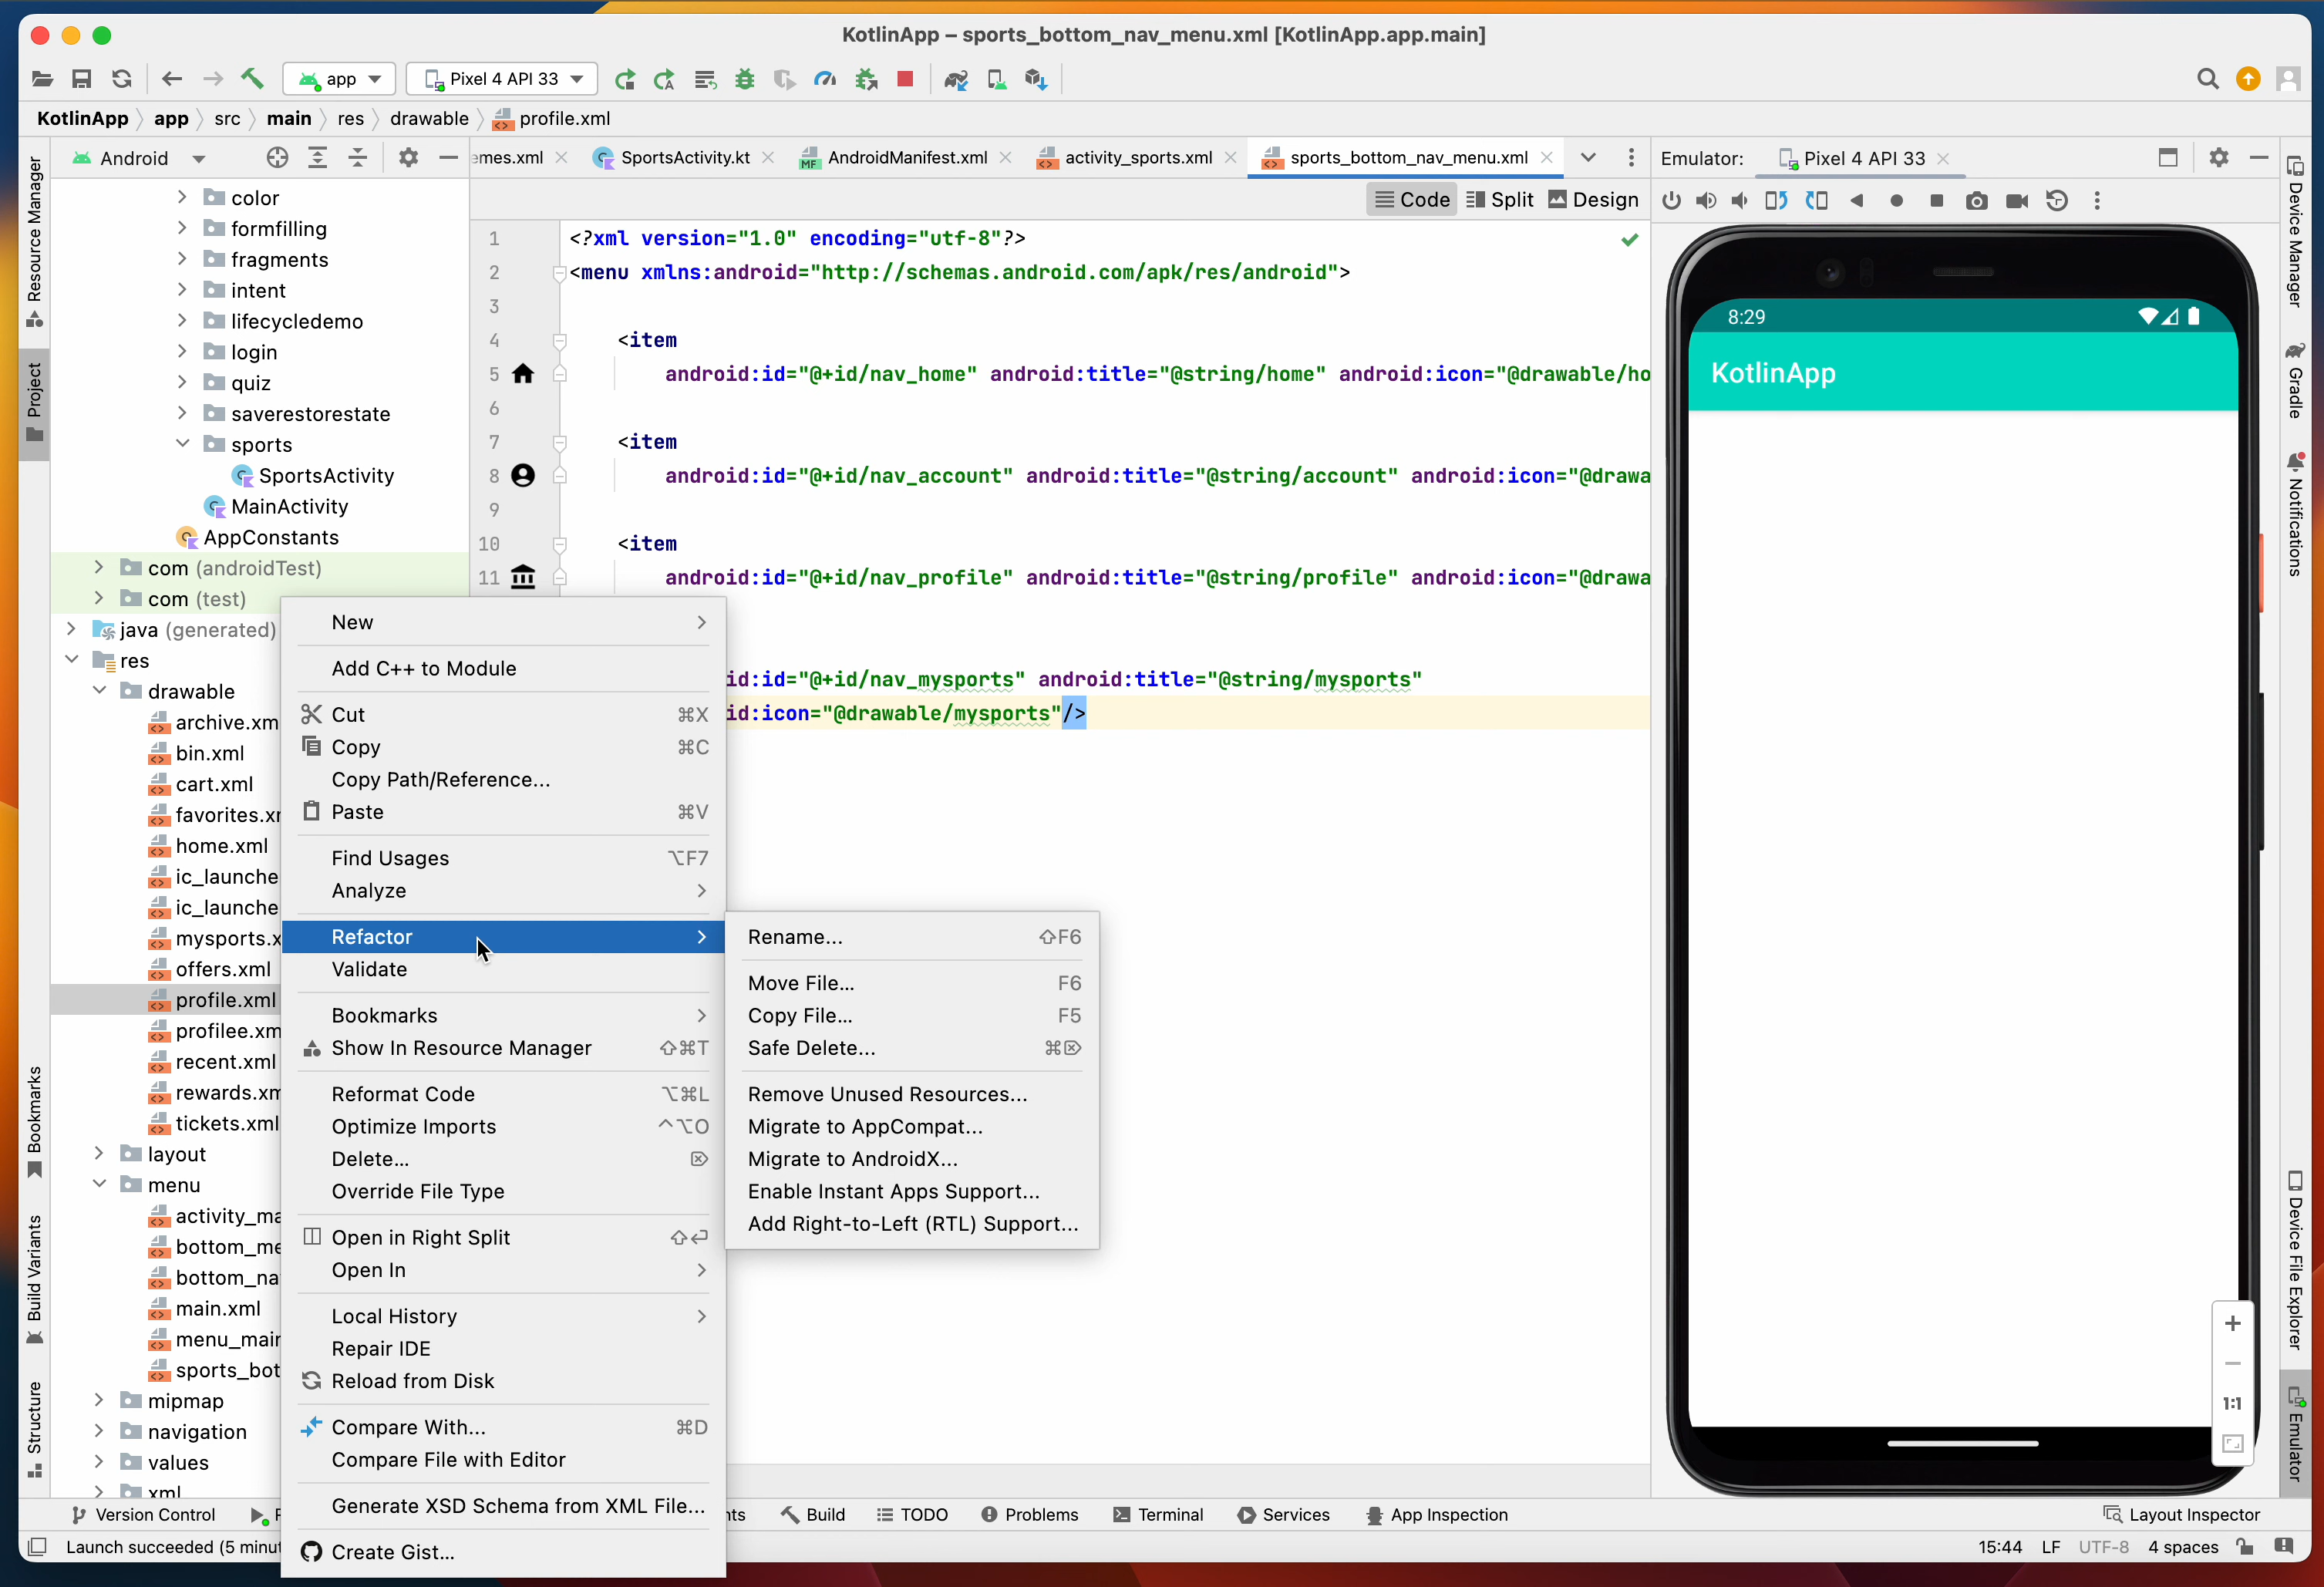 KotlinApp – sports_bottom_nav_menu.xml [KotlinApp.app.main]
app
Pixel 4 API 33
KotlinApp
app
src
main
res
drawable
profile.xml
Resource Manager
Project
Bookmarks
Build Variants
Structure
Android
color
formfilling
fragments
intent
lifecycledemo
login
quiz
saverestorestate
sports
SportsActivity
MainActivity
AppConstants
com (androidTest)
com (test)
java (generated)
res
drawable
archive.xm
bin.xml
cart.xml
favorites.x
home.xml
ic_launche
ic_launche
mysports.x
offers.xml
profile.xml
profilee.xm
recent.xml
rewards.xm
tickets.xml
layout
menu
activity_ma
bottom_me
bottom_na
main.xml
menu_mair
sports_bot
mipmap
navigation
values
xml
emes.xml
SportsActivity.kt
AndroidManifest.xml
activity_sports.xml
sports_bottom_nav_menu.xml
Code
Split
Design
1 <?xml version="1.0" encoding="utf-8"?>
2 <menu xmlns:android="http://schemas.android.com/apk/res/android">
3
4 <item
5 android:id="@+id/nav_home" android:title="@string/home" android:icon="@drawable/ho
6
7 <item
8 android:id="@+id/nav_account" android:title="@string/account" android:icon="@drawa
9
10 <item
11 android:id="@+id/nav_profile" android:title="@string/profile" android:icon="@drawa
id:id="@+id/nav_mysports" android:title="@string/mysports"
id:icon="@drawable/mysports"/>
New
Add C++ to Module
Cut ⌘X
Copy ⌘C
Copy Path/Reference...
Paste ⌘V
Find Usages ⌥F7
Analyze
Refactor
Validate
Bookmarks
Show In Resource Manager ⇧⌘T
Reformat Code ⌥⌘L
Optimize Imports ^⌥O
Delete... ⌦
Override File Type
Open in Right Split ⇧⏎
Open In
Local History
Repair IDE
Reload from Disk
Compare With... ⌘D
Compare File with Editor
Generate XSD Schema from XML File...
Create Gist...
Rename... ⇧F6
Move File... F6
Copy File... F5
Safe Delete... ⌘⌦
Remove Unused Resources...
Migrate to AppCompat...
Migrate to AndroidX...
Enable Instant Apps Support...
Add Right-to-Left (RTL) Support...
Emulator:
Pixel 4 API 33
8:29
KotlinApp
1:1
Device Manager
Gradle
Notifications
Device File Explorer
Emulator
Version Control
nts
Build
TODO
Problems
Terminal
Services
App Inspection
Layout Inspector
Launch succeeded (5 minut
15:44
LF
UTF-8
4 spaces